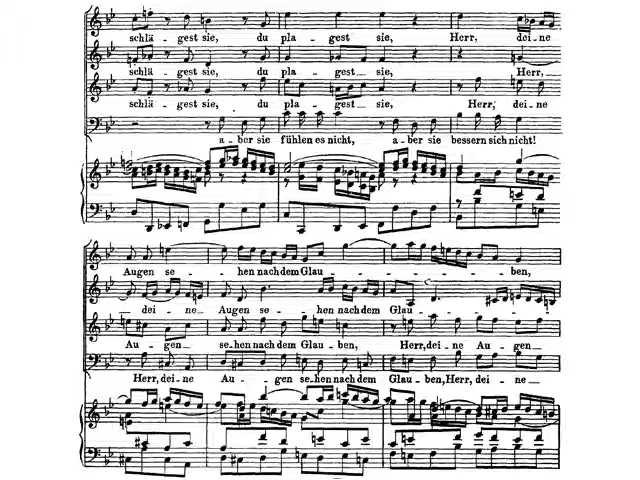 schlä - gest sie, du pla - gest sie, Herr, dei=ne
schlä - gest sie, du pla - gest sie, Herr,
schlä - gest sie, du pla - gest sie, Herr, dei=ne
a=ber sie fühlen es nicht, a=ber sie bessern sich nicht!
Augen se - hen nach dem Glau - - - - ben,
dei - ne Augen se - hen nach dem Glau - - -
Au - gen se=hen nach dem Glau - ben, Herr, dei=ne Augen
Herr, dei=ne Au - gen se=hen nach dem Glau - ben, Herr, dei=ne